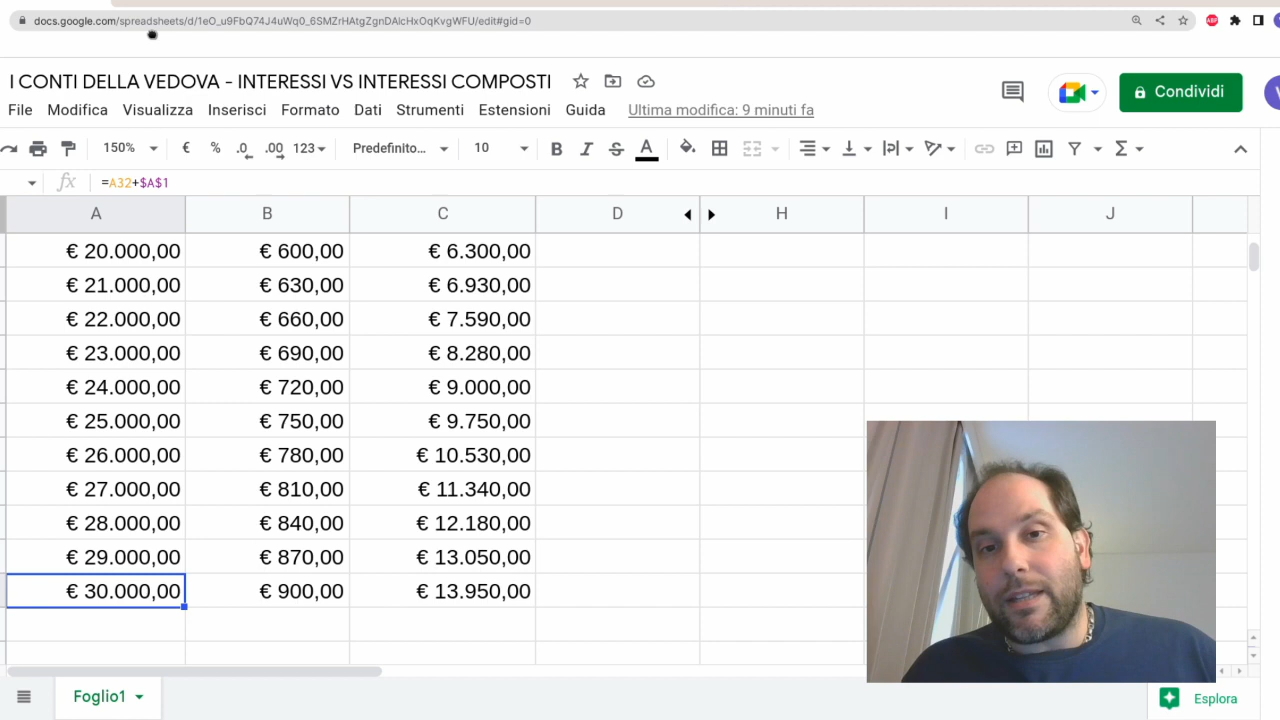 docs.google.com/spreadsheets/d/1eO_u9FbQ74J4uWq0_6SMZrHAtgZgnDAlcHxOqKvgWFU/edit#gid=0
ABP
I CONTI DELLA VEDOVA - INTERESSI VS INTERESSI COMPOSTI
Condividi
File Modifica Visualizza Inserisci Formato Dati Strumenti Estensioni Guida Ultima modifica: 9 minuti fa
150% € % .0 .00 123 Predefinito... 10 B I S A Σ
fx =A32+$A$1
A B C D H I J
€ 20.000,00 € 600,00 € 6.300,00
€ 21.000,00 € 630,00 € 6.930,00
€ 22.000,00 € 660,00 € 7.590,00
€ 23.000,00 € 690,00 € 8.280,00
€ 24.000,00 € 720,00 € 9.000,00
€ 25.000,00 € 750,00 € 9.750,00
€ 26.000,00 € 780,00 € 10.530,00
€ 27.000,00 € 810,00 € 11.340,00
€ 28.000,00 € 840,00 € 12.180,00
€ 29.000,00 € 870,00 € 13.050,00
€ 30.000,00 € 900,00 € 13.950,00
Foglio1
Esplora